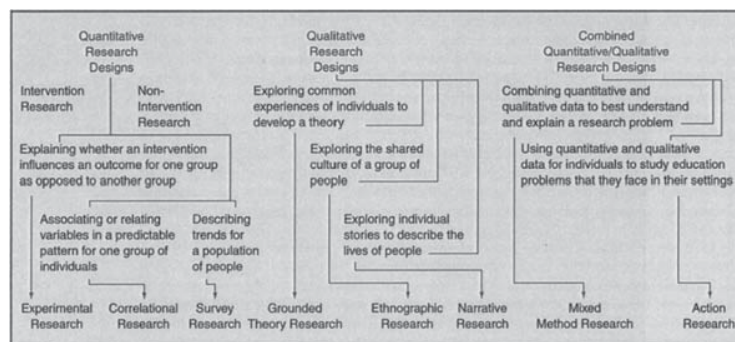 Quantitative
Research
Designs
Qualitative
Research
Designs
Combined
Quantitative/Qualitative
Research Designs
Intervention
Research
Non-
Intervention
Research
Exploring common
experiences of individuals to
develop a theory
Combining quantitative and
qualitative data to best understand
and explain a research problem
Explaining whether an intervention
influences an outcome for one group
as opposed to another group
Exploring the shared
culture of a group of
people
Using quantitative and qualitative
data for individuals to study education
problems that they face in their settings
Associating or relating
variables in a predictable
pattern for one group of
individuals
Describing
trends for
a population
of people
Exploring individual
stories to describe the
lives of people
Experimental
Research
Correlational
Research
Survey
Research
Grounded
Theory Research
Ethnographic
Research
Narrative
Research
Mixed
Method Research
Action
Research